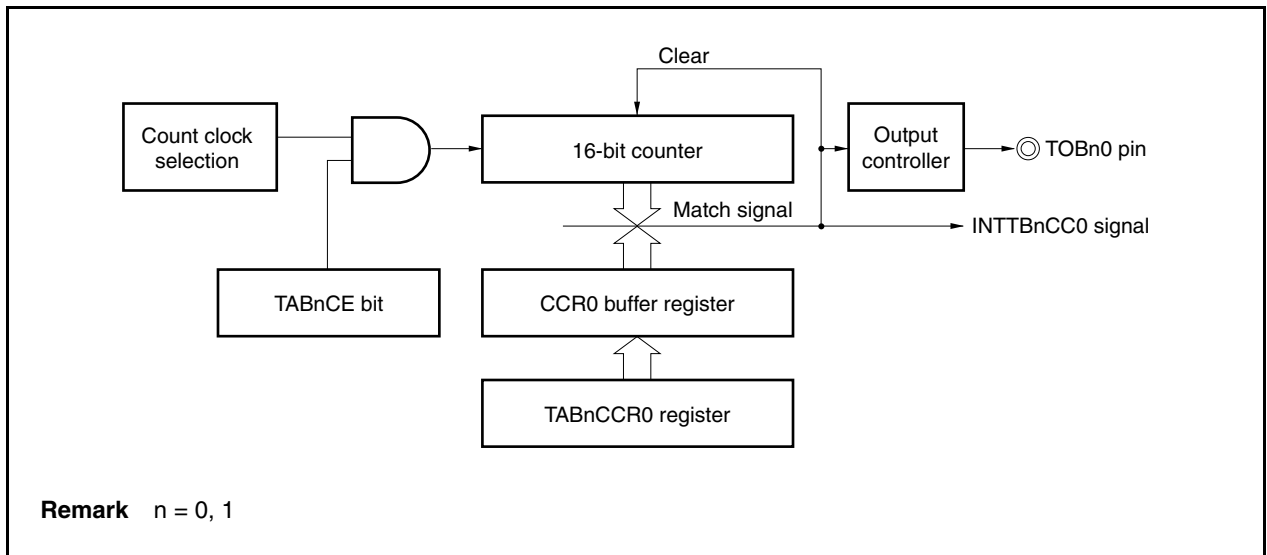 Clear
Count clock
selection
16-bit counter
Output
controller
TOBn0 pin
Match signal
INTTBnCC0 signal
TABnCE bit
CCR0 buffer register
TABnCCR0 register
Remark n = 0, 1